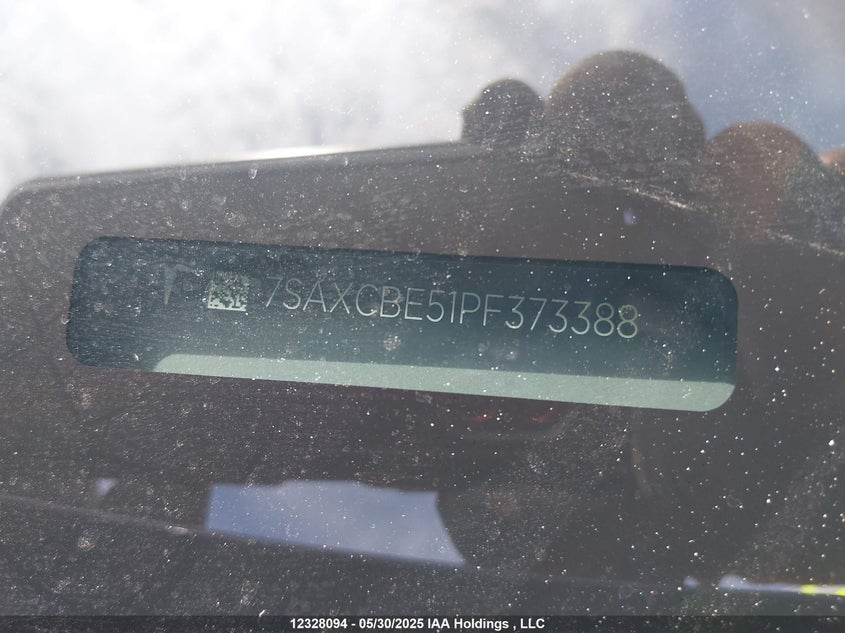 7SAXCBE51PF373388
12328094 - 05/30/2025 IAA Holdings , LLC